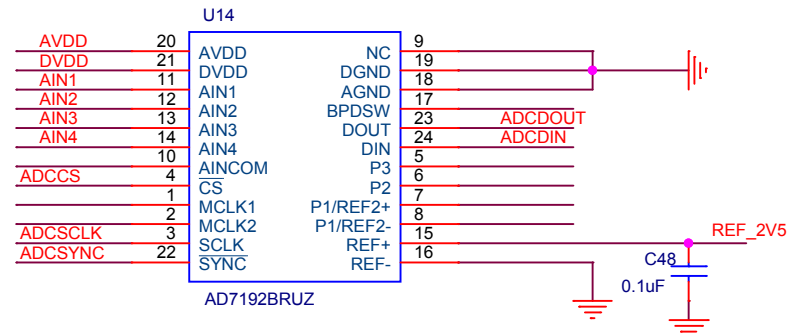 U14
AVDD 20 AVDD NC 9
DVDD 21 DVDD DGND 19
AIN1 11 AIN1 AGND 18
AIN2 12 AIN2 BPDSW 17
AIN3 13 AIN3 DOUT 23 ADCDOUT
AIN4 14 AIN4 DIN 24 ADCDIN
10 AINCOM P3 5
ADCCS 4 CS P2 6
1 MCLK1 P1/REF2+ 7
2 MCLK2 P1/REF2- 8
ADCSCLK 3 SCLK REF+ 15 REF_2V5
ADCSYNC 22 SYNC REF- 16
C48
0.1uF
AD7192BRUZ